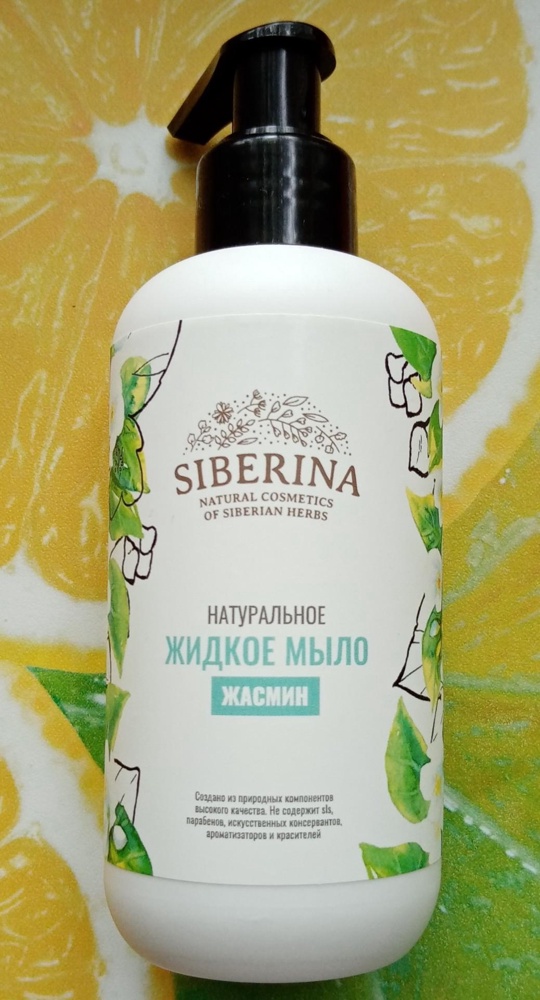 SIBERINA
NATURAL COSMETICS
OF SIBERIAN HERBS
НАТУРАЛЬНОЕ
ЖИДКОЕ МЫЛО
ЖАСМИН
Создано из природных компонентов
высокого качества. Не содержит sls,
парабенов, искусственных консервантов,
ароматизаторов и красителей